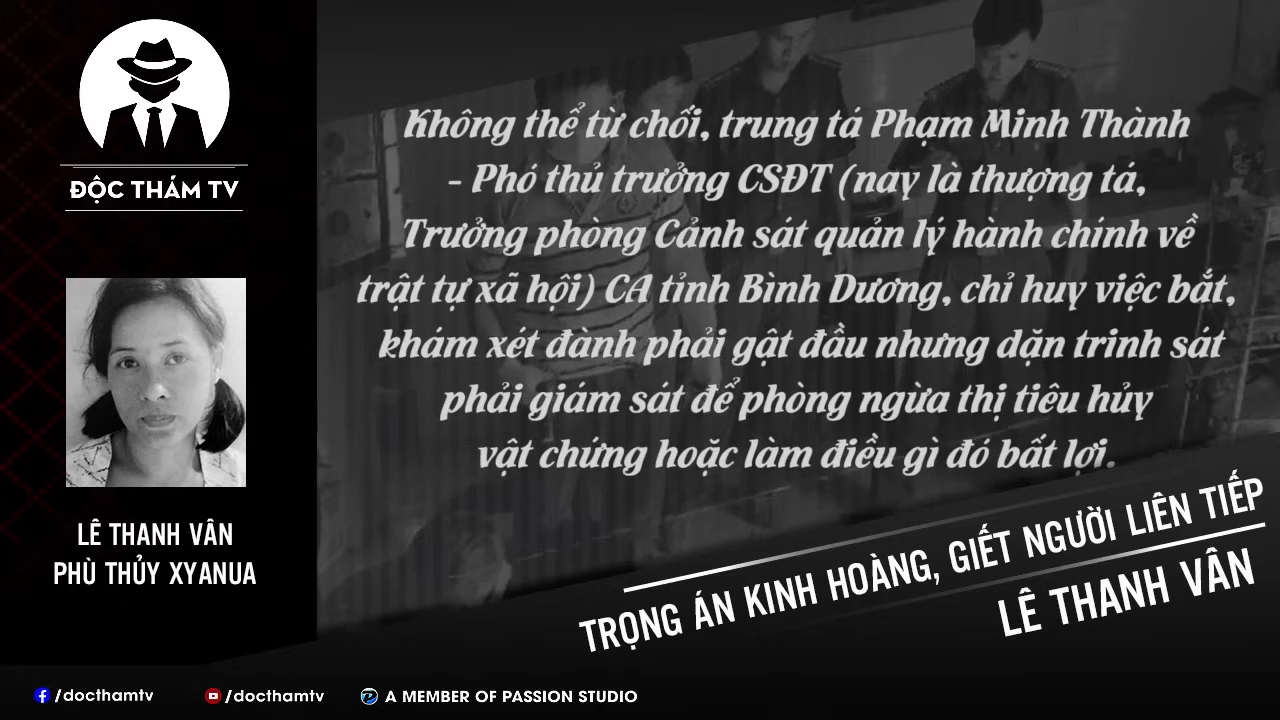 ĐỘC THÁM TV
LÊ THANH VÂN
PHÙ THỦY XYANUA
Không thể từ chối, trung tá Phạm Minh Thành
- Phó thủ trưởng CSĐT (nay là thượng tá,
Trưởng phòng Cảnh sát quản lý hành chính về
trật tự xã hội) CA tỉnh Bình Dương, chỉ huy việc bắt,
khám xét đành phải gật đầu nhưng dặn trinh sát
phải giám sát để phòng ngừa thị tiêu hủy
vật chứng hoặc làm điều gì đó bất lợi.
TRỌNG ÁN KINH HOÀNG, GIẾT NGƯỜI LIÊN TIẾP
LÊ THANH VÂN
/docthamtv
/docthamtv
A MEMBER OF PASSION STUDIO